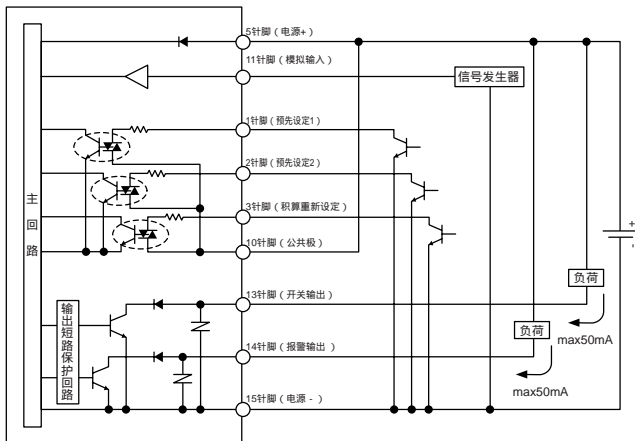 5针脚（电源+）
11针脚（模拟输入）
信号发生器
1针脚（预先设定1）
2针脚（预先设定2）
3针脚（积算重新设定）
10针脚（公共极）
主回路
+
-
13针脚（开关输出）
负荷
max50mA
输出短路保护回路
14针脚（报警输出）
负荷
max50mA
15针脚（电源 - ）